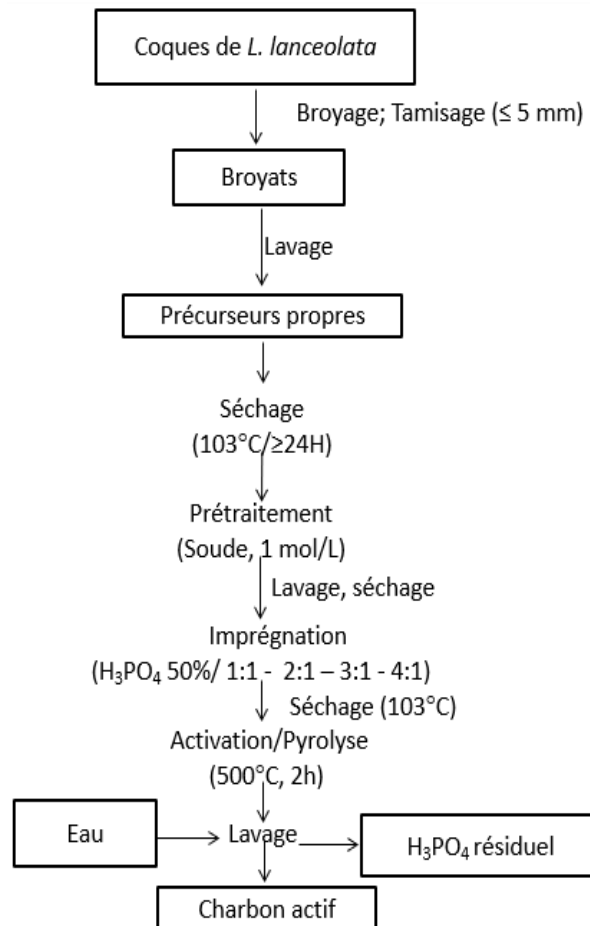 Coques de L. lanceolata
Broyage; Tamisage (≤ 5 mm)
Broyats
Lavage
Précurseurs propres
Séchage
(103°C/≥24H)
Prétraitement
(Soude, 1 mol/L)
Lavage, séchage
Imprégnation
(H₃PO₄ 50%/ 1:1 - 2:1 – 3:1 - 4:1)
Séchage (103°C)
Activation/Pyrolyse
(500°C, 2h)
Eau
Lavage
H₃PO₄ résiduel
Charbon actif